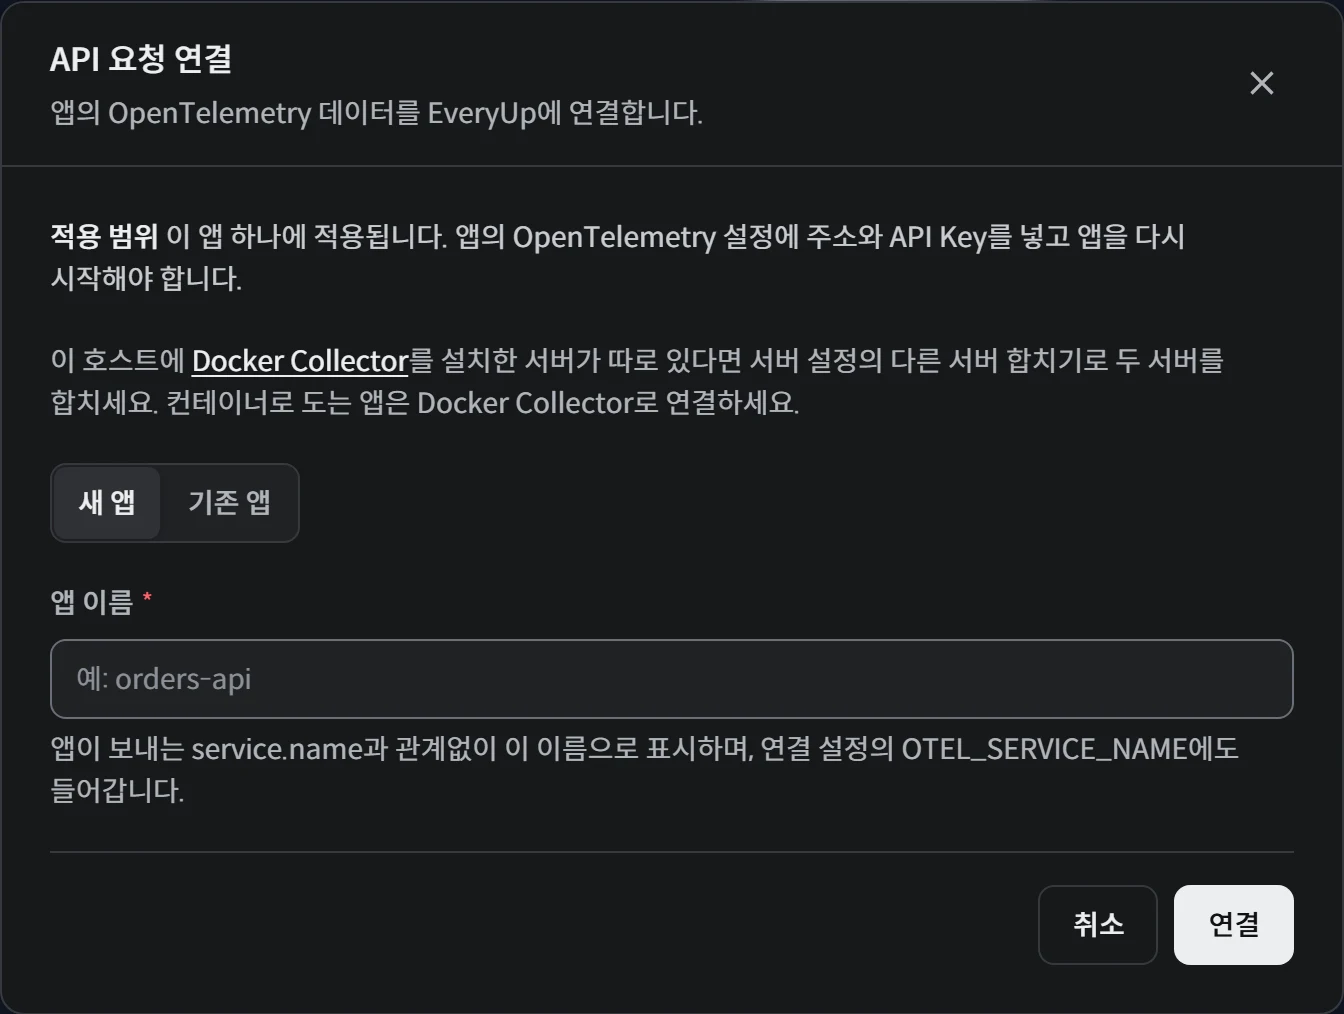 API 요청 연결
앱의 OpenTelemetry 데이터를 EveryUp에 연결합니다.
적용 범위 이 앱 하나에 적용됩니다. 앱의 OpenTelemetry 설정에 주소와 API Key를 넣고 앱을 다시
시작해야 합니다.
이 호스트에 Docker Collector를 설치한 서버가 따로 있다면 서버 설정의 다른 서버 합치기로 두 서버를
합치세요. 컨테이너로 도는 앱은 Docker Collector로 연결하세요.
새 앱 기존 앱
앱 이름 *
예: orders-api
앱이 보내는 service.name과 관계없이 이 이름으로 표시하며, 연결 설정의 OTEL_SERVICE_NAME에도
들어갑니다.
취소 연결